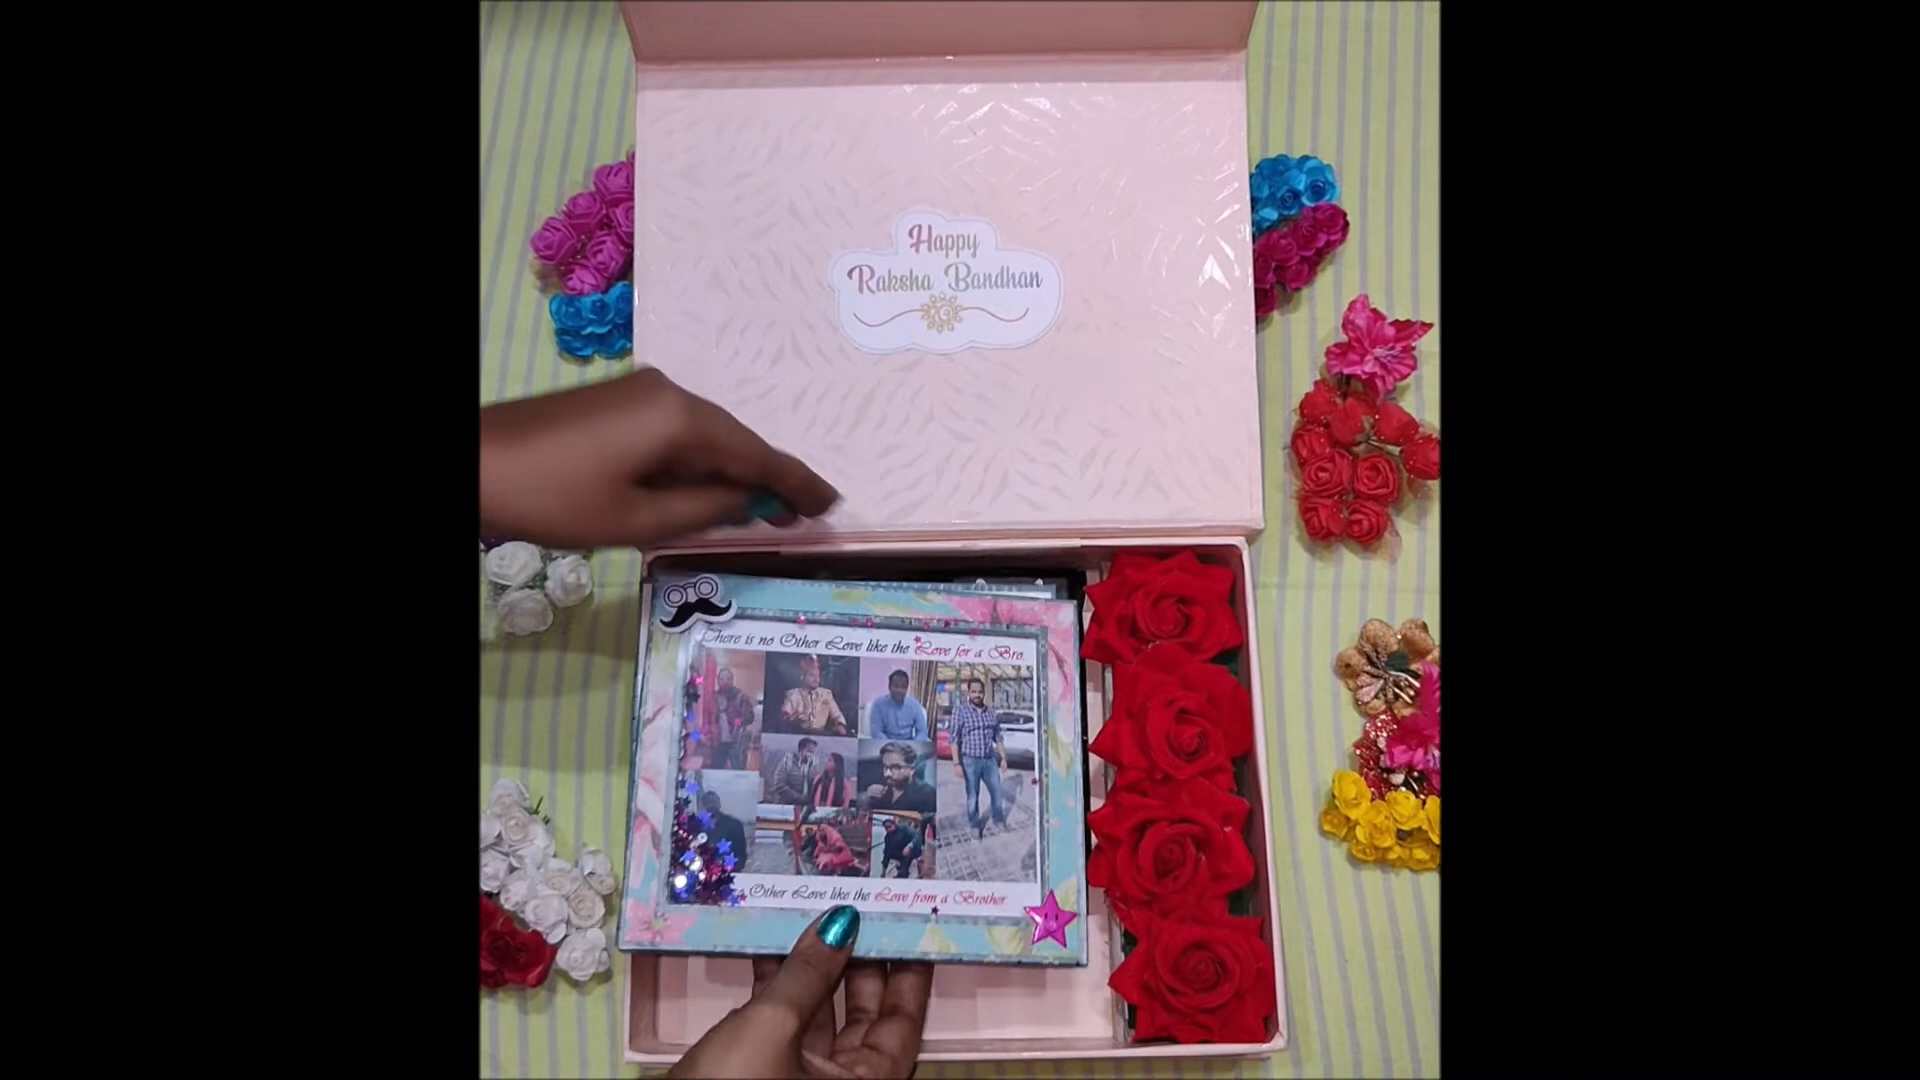 Happy
Raksha Bandhan
There is no Other Love like the Love for a Bro.
Other Love like the Love from a Brother